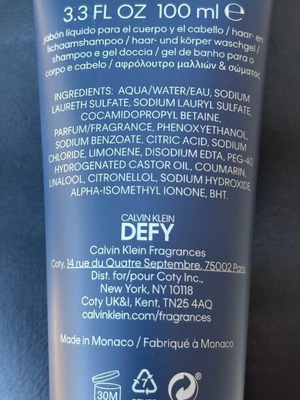 3.3 FL OZ 100 ml ℮
jabón líquido para el cuerpo y el cabello / haar- en
lichaamshampoo / haar- und körper waschgel /
shampoo e gel doccia / gel de banho para o
corpo e cabelo / αφρόλουτρο μαλλιών & σώματος
INGREDIENTS: AQUA/WATER/EAU, SODIUM
LAURETH SULFATE, SODIUM LAURYL SULFATE,
COCAMIDOPROPYL BETAINE,
PARFUM/FRAGRANCE, PHENOXYETHANOL,
SODIUM BENZOATE, CITRIC ACID, SODIUM
CHLORIDE, LIMONENE, DISODIUM EDTA, PEG-40
HYDROGENATED CASTOR OIL, COUMARIN,
LINALOOL, CITRONELLOL, SODIUM HYDROXIDE,
ALPHA-ISOMETHYL IONONE, BHT.
CALVIN KLEIN
DEFY
Calvin Klein Fragrances
Coty, 14 rue du Quatre Septembre, 75002 Paris
Dist. for/pour Coty Inc.,
New York, NY 10118
Coty UK&I, Kent, TN25 4AQ
calvinklein.com/fragrances
Made in Monaco / Fabriqué à Monaco
30M